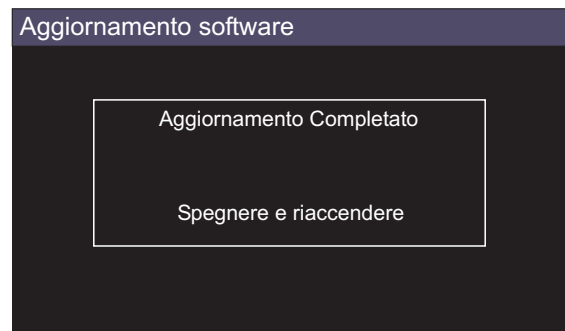 Aggiornamento software
Aggiornamento Completato
Spegnere e riaccendere